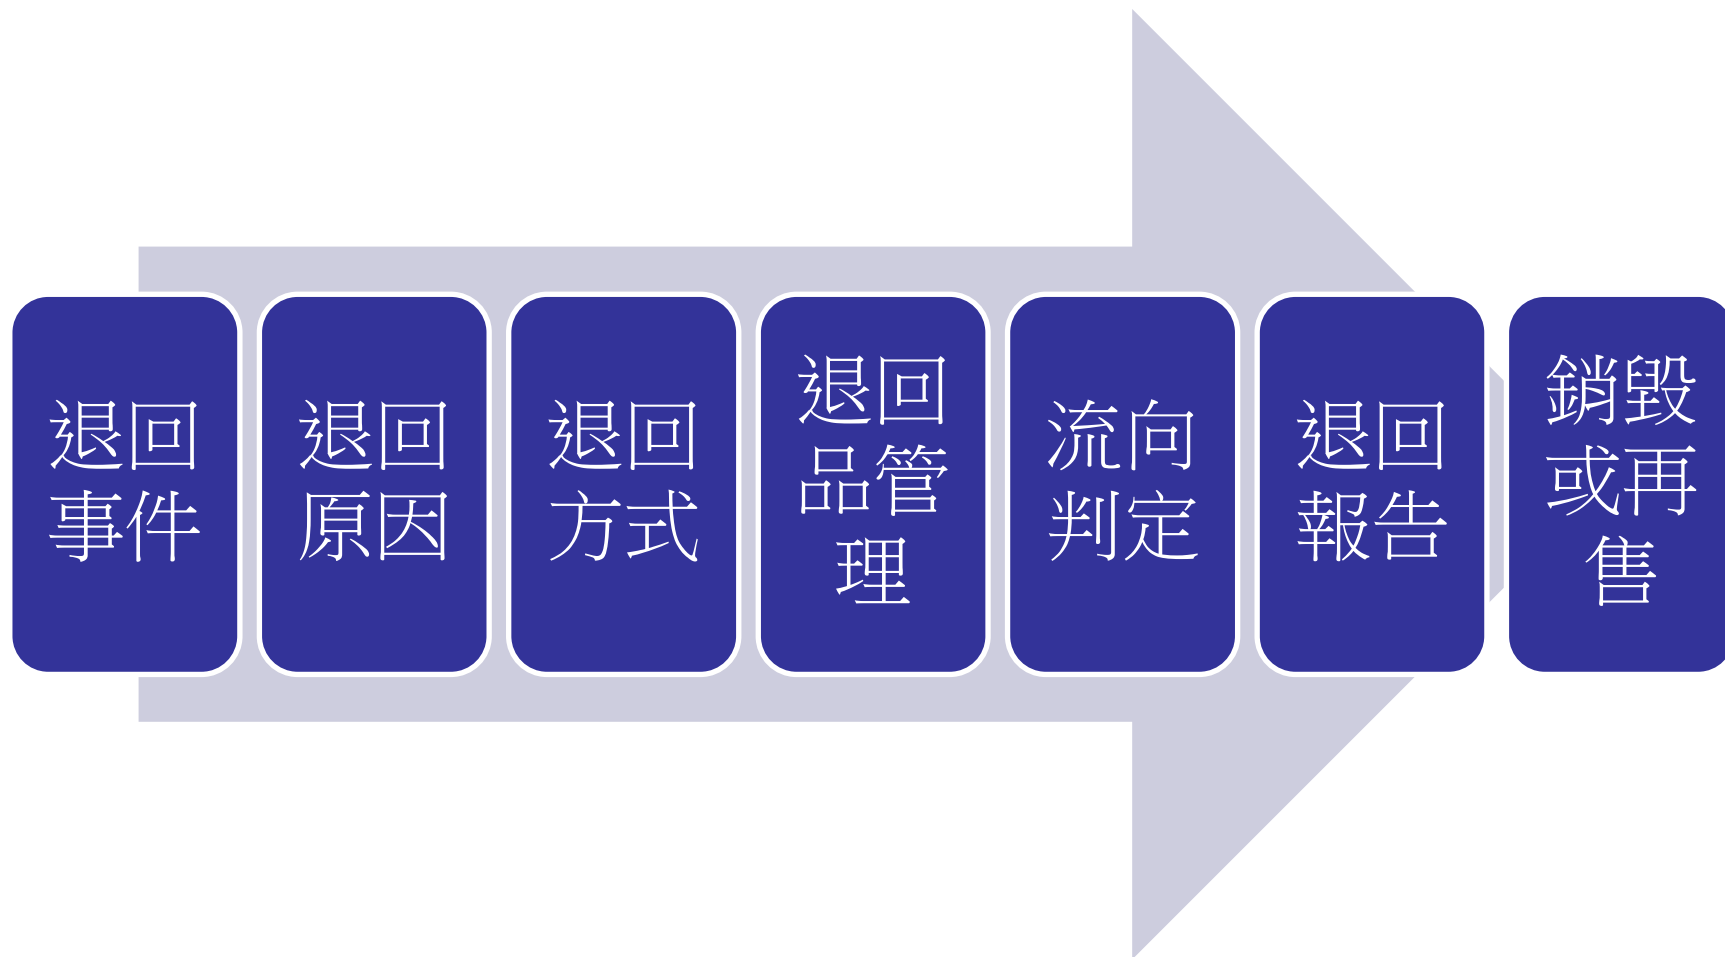 退回
事件
退回
原因
退回
方式
退回
品管
理
流向
判定
退回
報告
銷毀
或再
售